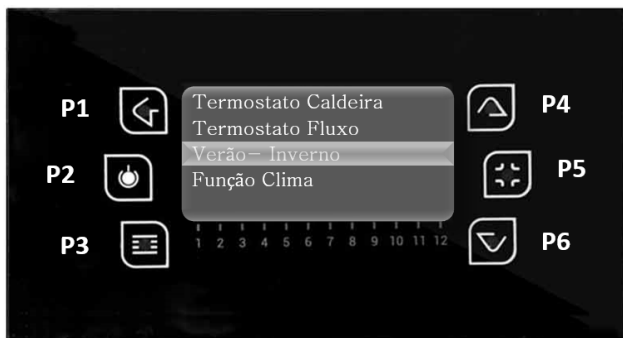 P1
P2
P3
Termostato Caldeira
Termostato Fluxo
Verão− Inverno
Função Clima
1 2 3 4 5 6 7 8 9 10 11 12
P4
P5
P6